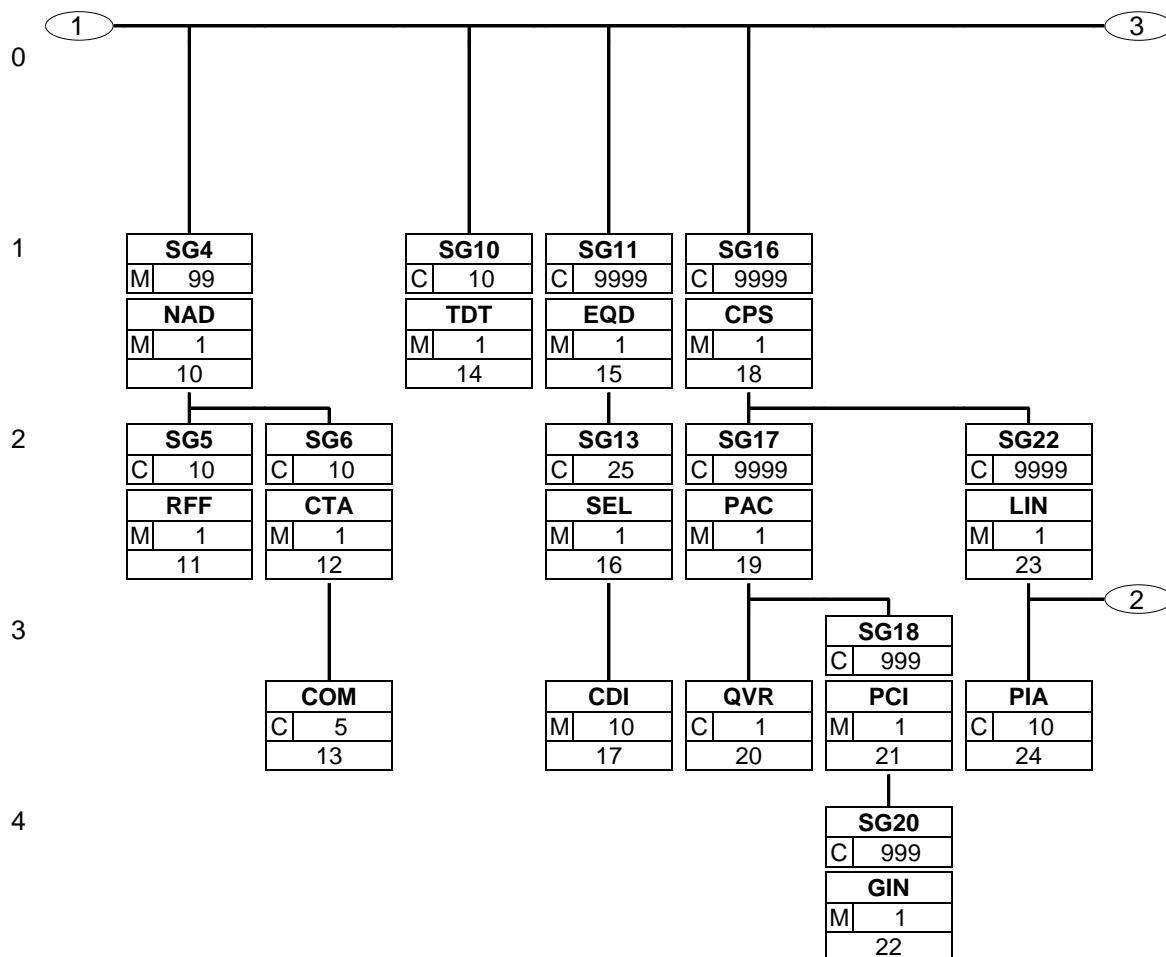 1 3
0
1
SG4 SG10 SG11 SG16
M 99 C 10 C 9999 C 9999
NAD TDT EQD CPS
M 1 M 1 M 1 M 1
10 14 15 18
2
SG5 SG6 SG13 SG17 SG22
C 10 C 10 C 25 C 9999 C 9999
RFF CTA SEL PAC LIN
M 1 M 1 M 1 M 1 M 1
11 12 16 19 23
2
3
SG18
C 999
COM CDI QVR PCI PIA
C 5 M 10 C 1 M 1 C 10
13 17 20 21 24
4
SG20
C 999
GIN
M 1
22